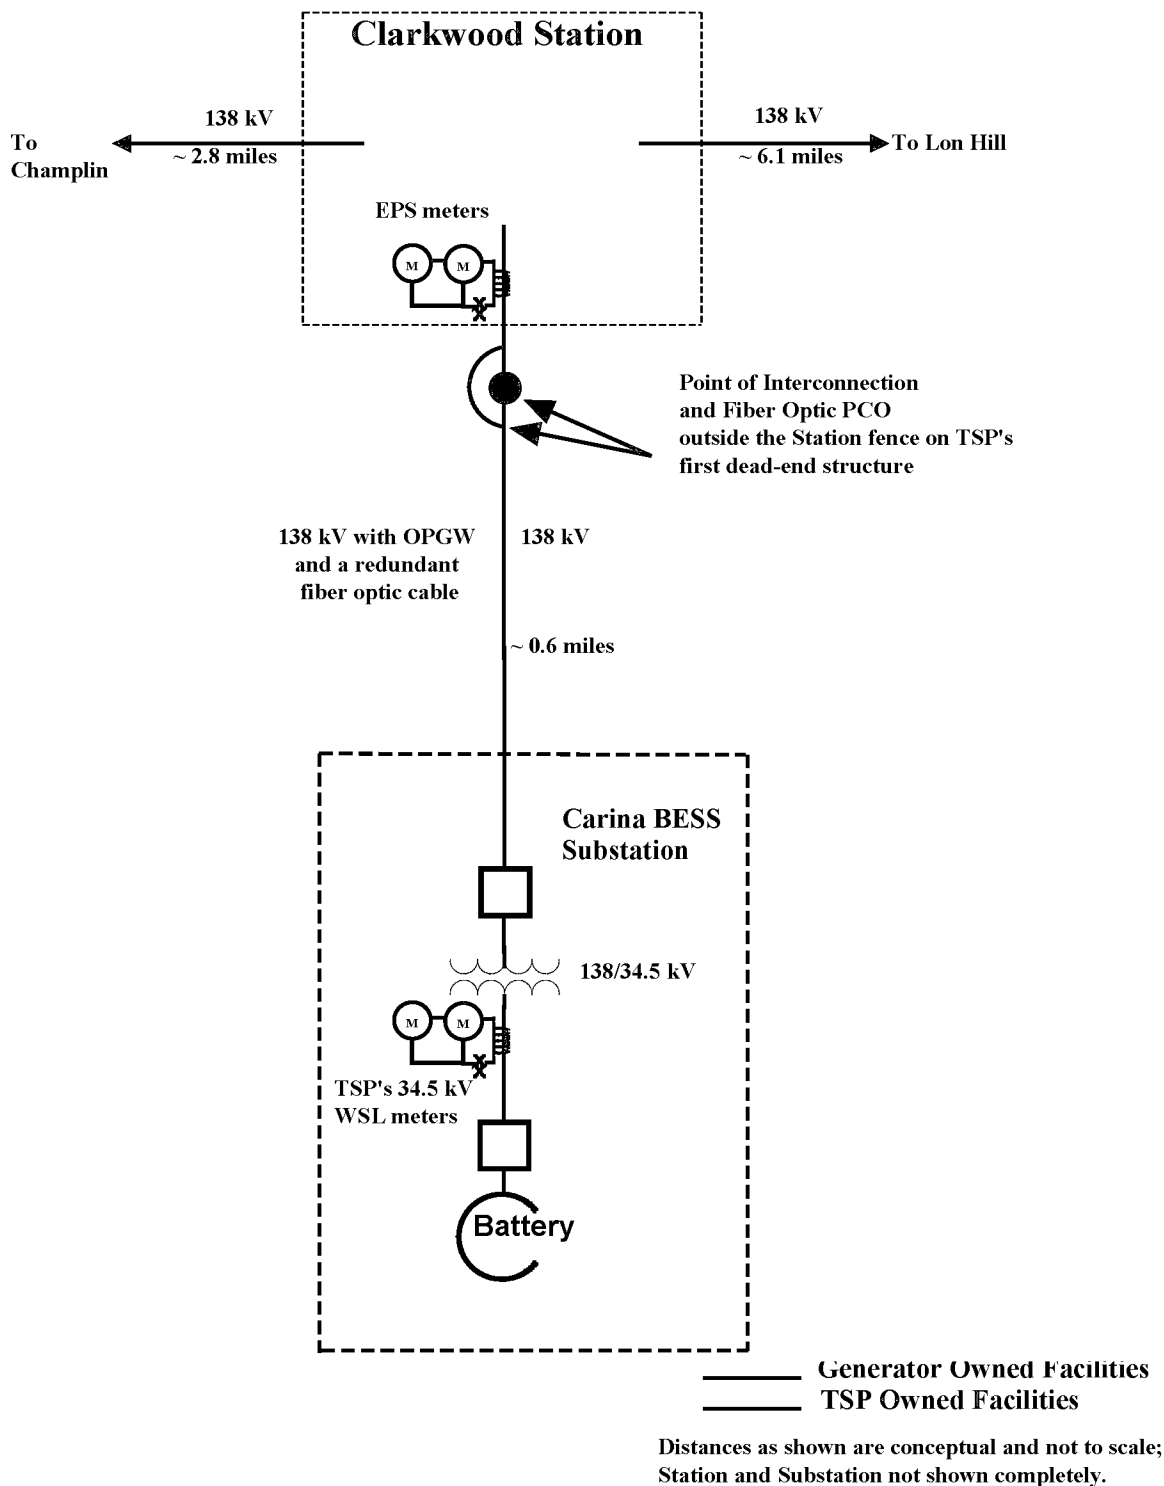 Clarkwood Station
138 kV
138 kV
To
Champlin
~ 2.8 miles
~ 6.1 miles
To Lon Hill
EPS meters
M
M
Point of Interconnection
and Fiber Optic PCO
outside the Station fence on TSP's
first dead-end structure
138 kV with OPGW
and a redundant
fiber optic cable
138 kV
~ 0.6 miles
Carina BESS
Substation
138/34.5 kV
M
M
TSP's 34.5 kV
WSL meters
Battery
Generator Owned Facilities
TSP Owned Facilities
Distances as shown are conceptual and not to scale;
Station and Substation not shown completely.